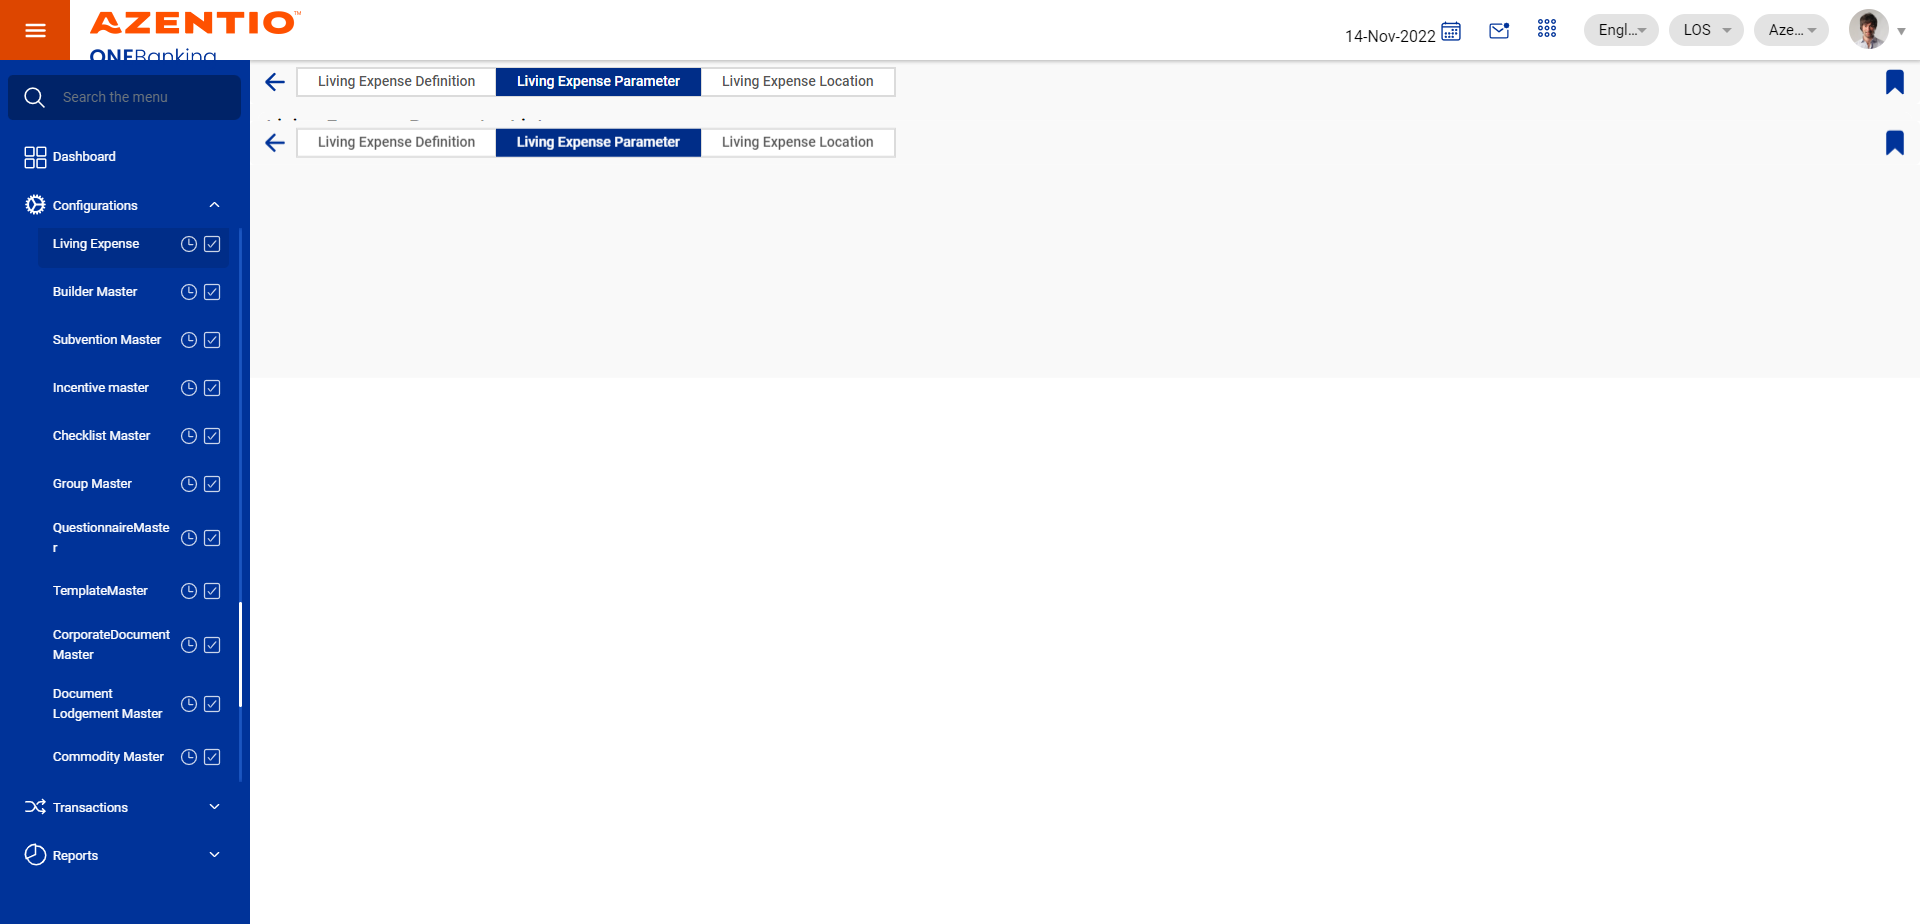 AZENTIO™
ONEBanking
14-Nov-2022
Engl...
LOS
Aze...
Search the menu
Dashboard
Configurations
Living Expense
Builder Master
Subvention Master
Incentive master
Checklist Master
Group Master
QuestionnaireMaste
r
TemplateMaster
CorporateDocument
Master
Document
Lodgement Master
Commodity Master
Transactions
Reports
Living Expense Definition
Living Expense Parameter
Living Expense Location
Living Expense Definition
Living Expense Parameter
Living Expense Location